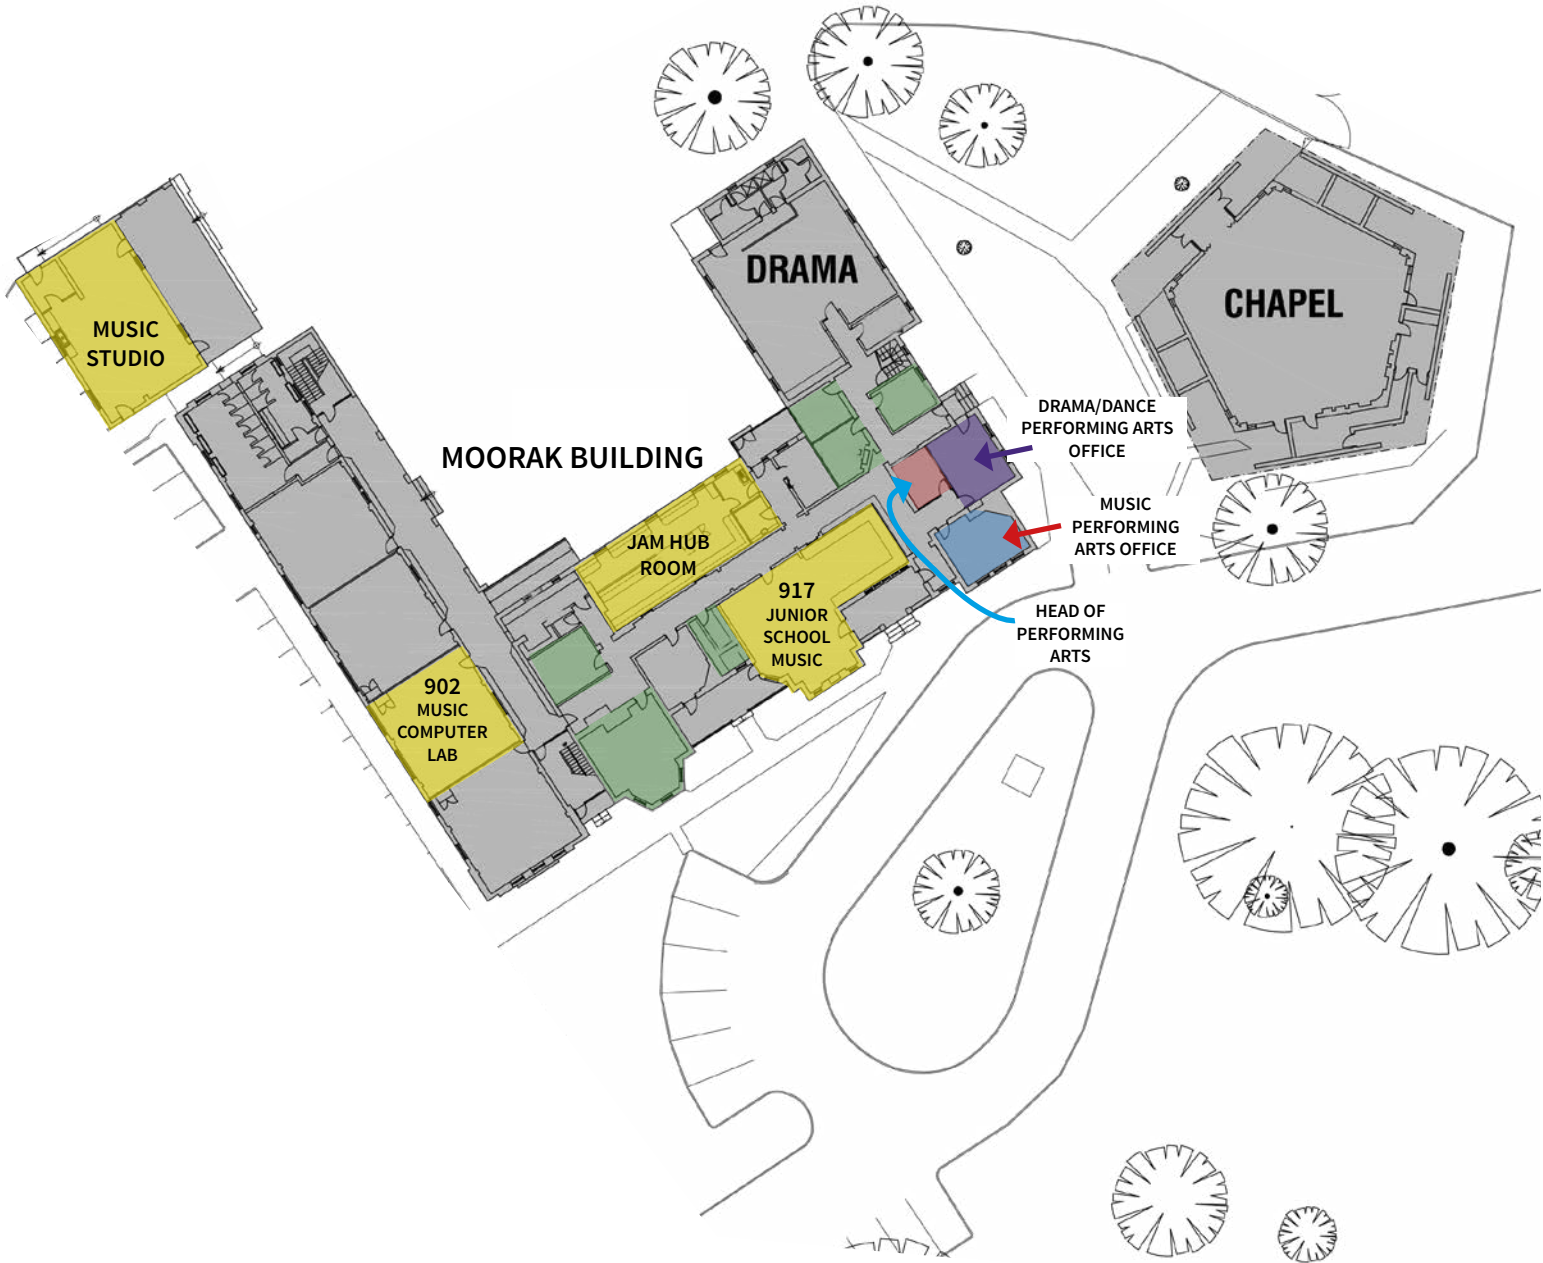 DRAMA
CHAPEL
MUSIC
STUDIO
DRAMA/DANCE
PERFORMING ARTS
OFFICE
MOORAK BUILDING
MUSIC
PERFORMING
ARTS OFFICE
JAM HUB
ROOM
917
JUNIOR
SCHOOL
MUSIC
HEAD OF
PERFORMING
ARTS
902
MUSIC
COMPUTER
LAB